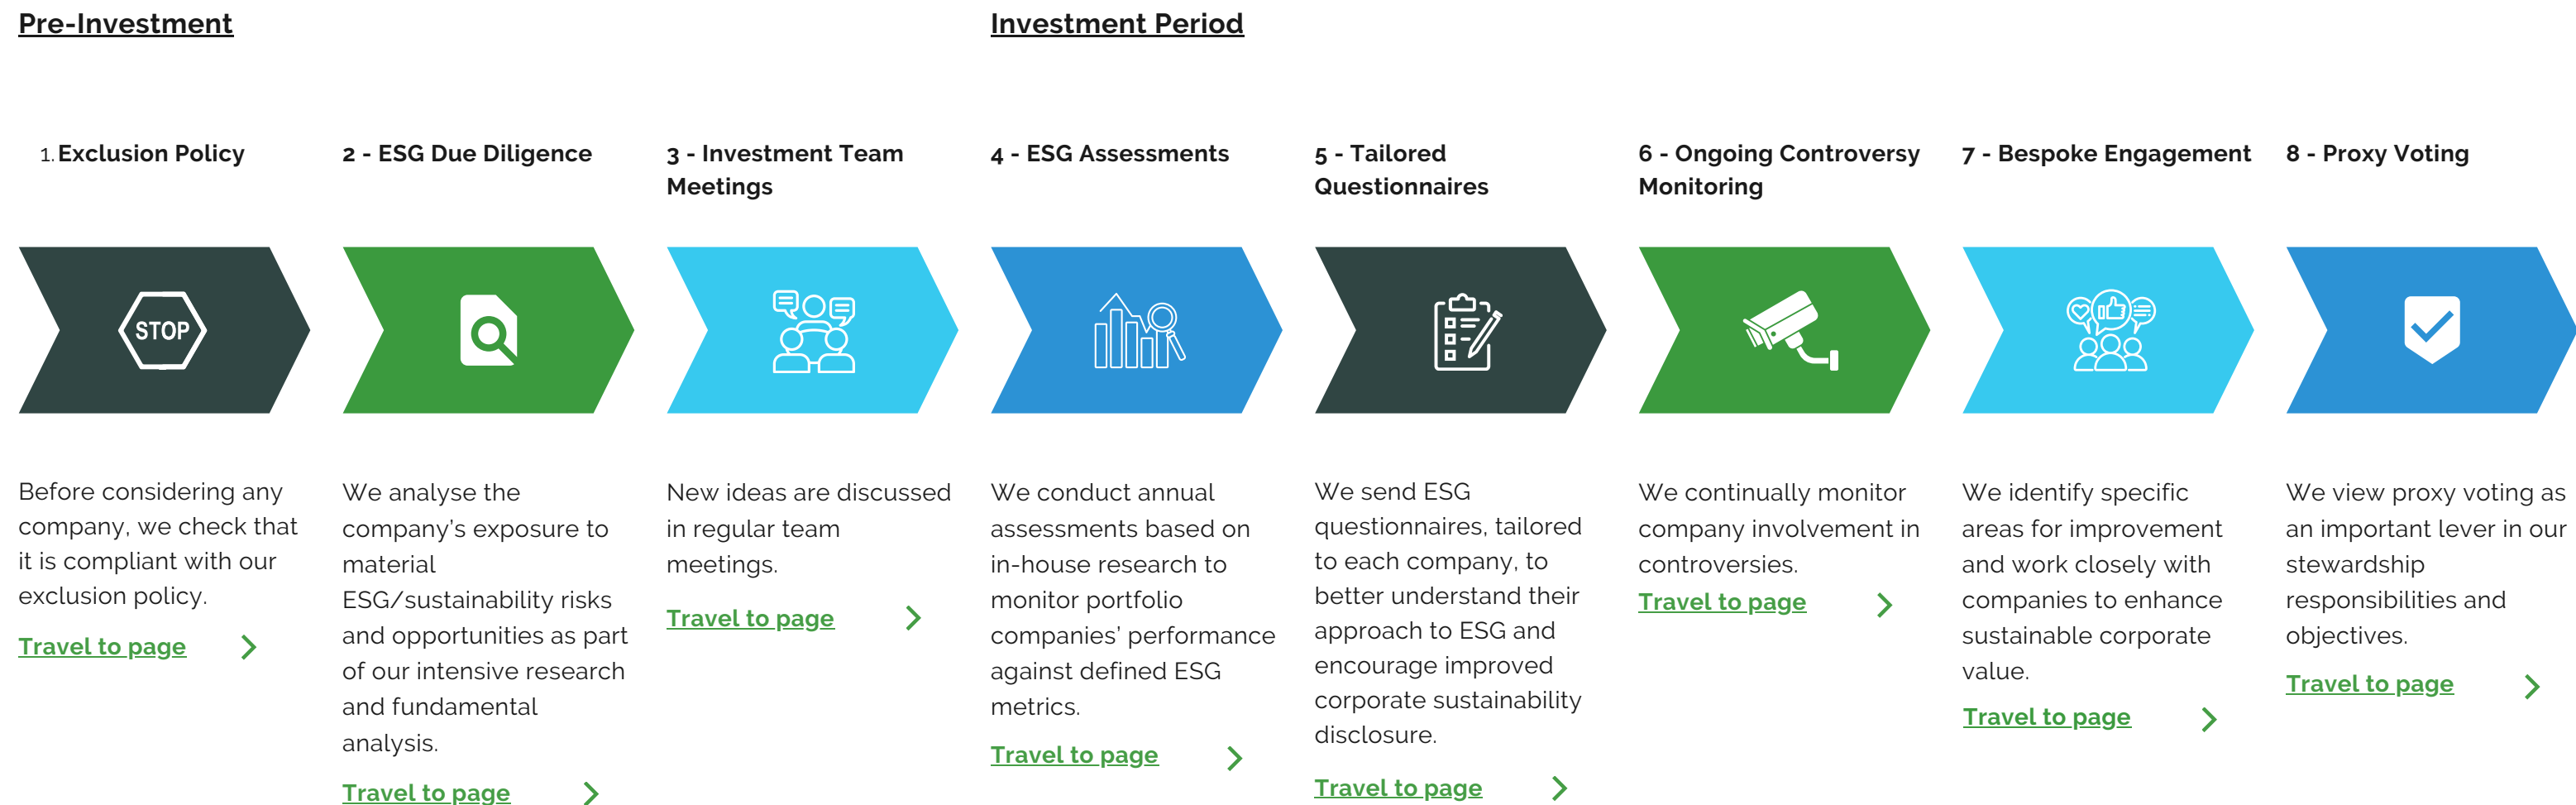 Pre-Investment
Investment Period
1. Exclusion Policy
STOP
Before considering any
company, we check that
it is compliant with our
exclusion policy.
Travel to page
2 - ESG Due Diligence
We analyse the
company's exposure to
material
ESG/sustainability risks
and opportunities as part
of our intensive research
and fundamental
analysis.
Travel to page
3 - Investment Team
Meetings
New ideas are discussed
in regular team
meetings.
Travel to page
4 - ESG Assessments
We conduct annual
assessments based on
in-house research to
monitor portfolio
companies' performance
against defined ESG
metrics.
Travel to page
5 - Tailored
Questionnaires
We send ESG
questionnaires, tailored
to each company, to
better understand their
approach to ESG and
encourage improved
corporate sustainability
disclosure.
Travel to page
6 - Ongoing Controversy
Monitoring
We continually monitor
company involvement in
controversies.
Travel to page
7 - Bespoke Engagement
We identify specific
areas for improvement
and work closely with
companies to enhance
sustainable corporate
value.
Travel to page
8 - Proxy Voting
We view proxy voting as
an important lever in our
stewardship
responsibilities and
objectives.
Travel to page